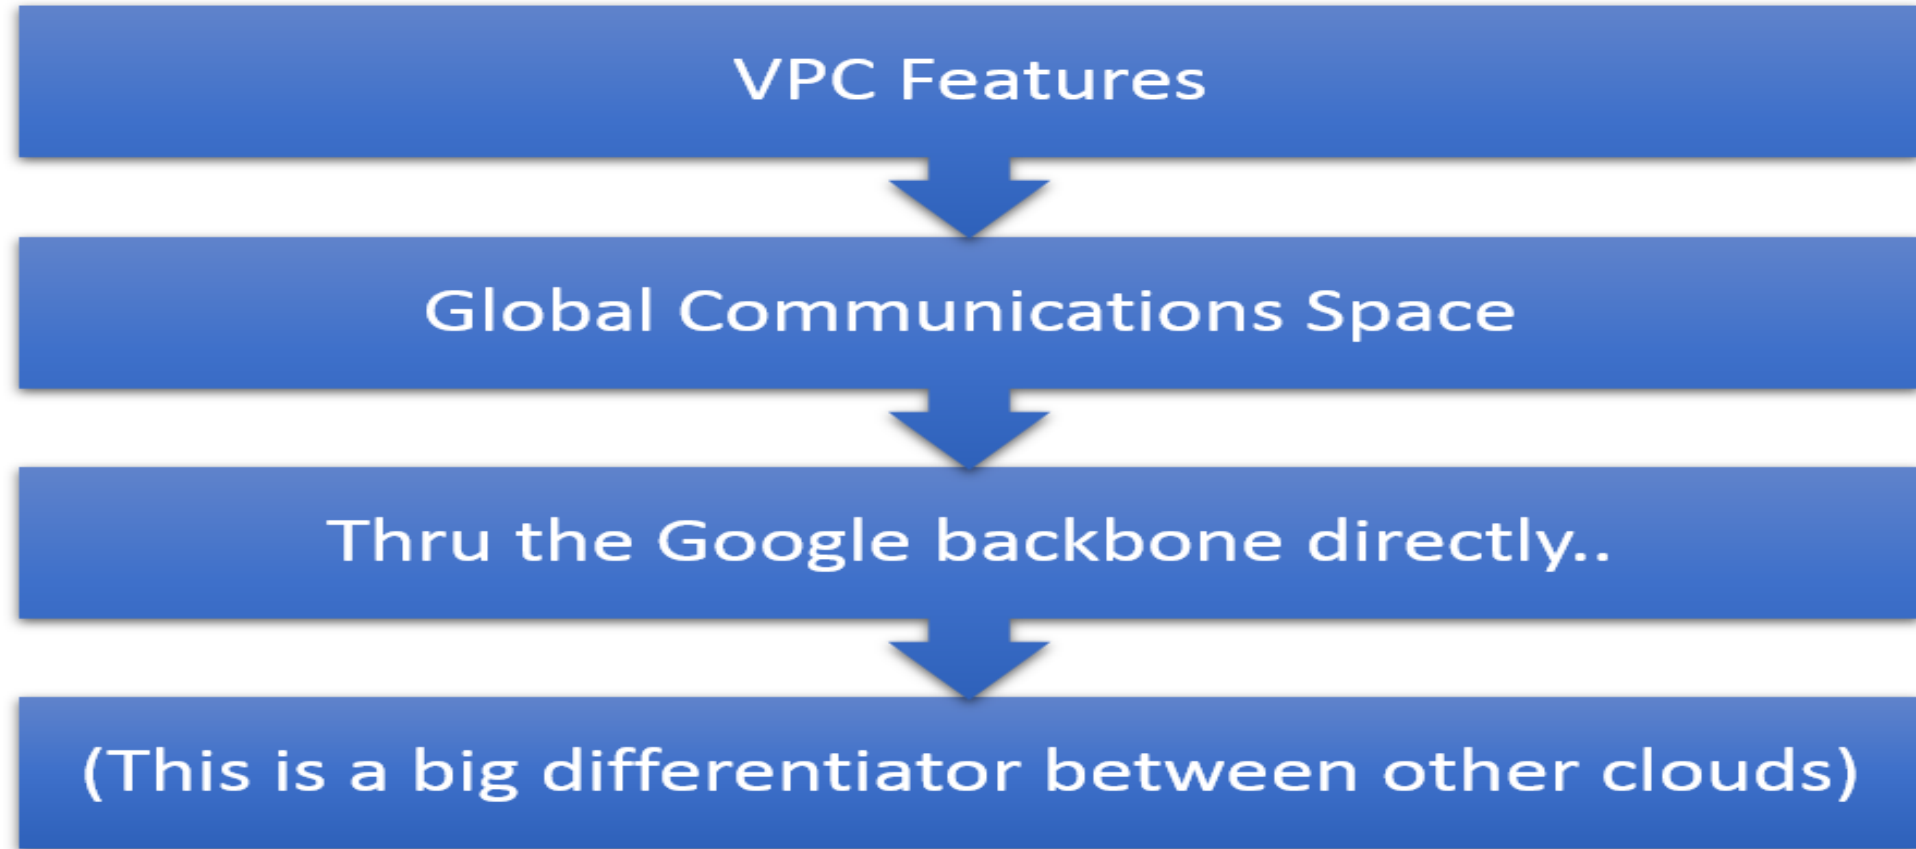 VPC Features
Global Communications Space
Thru the Google backbone directly..
(This is a big differentiator between other clouds)